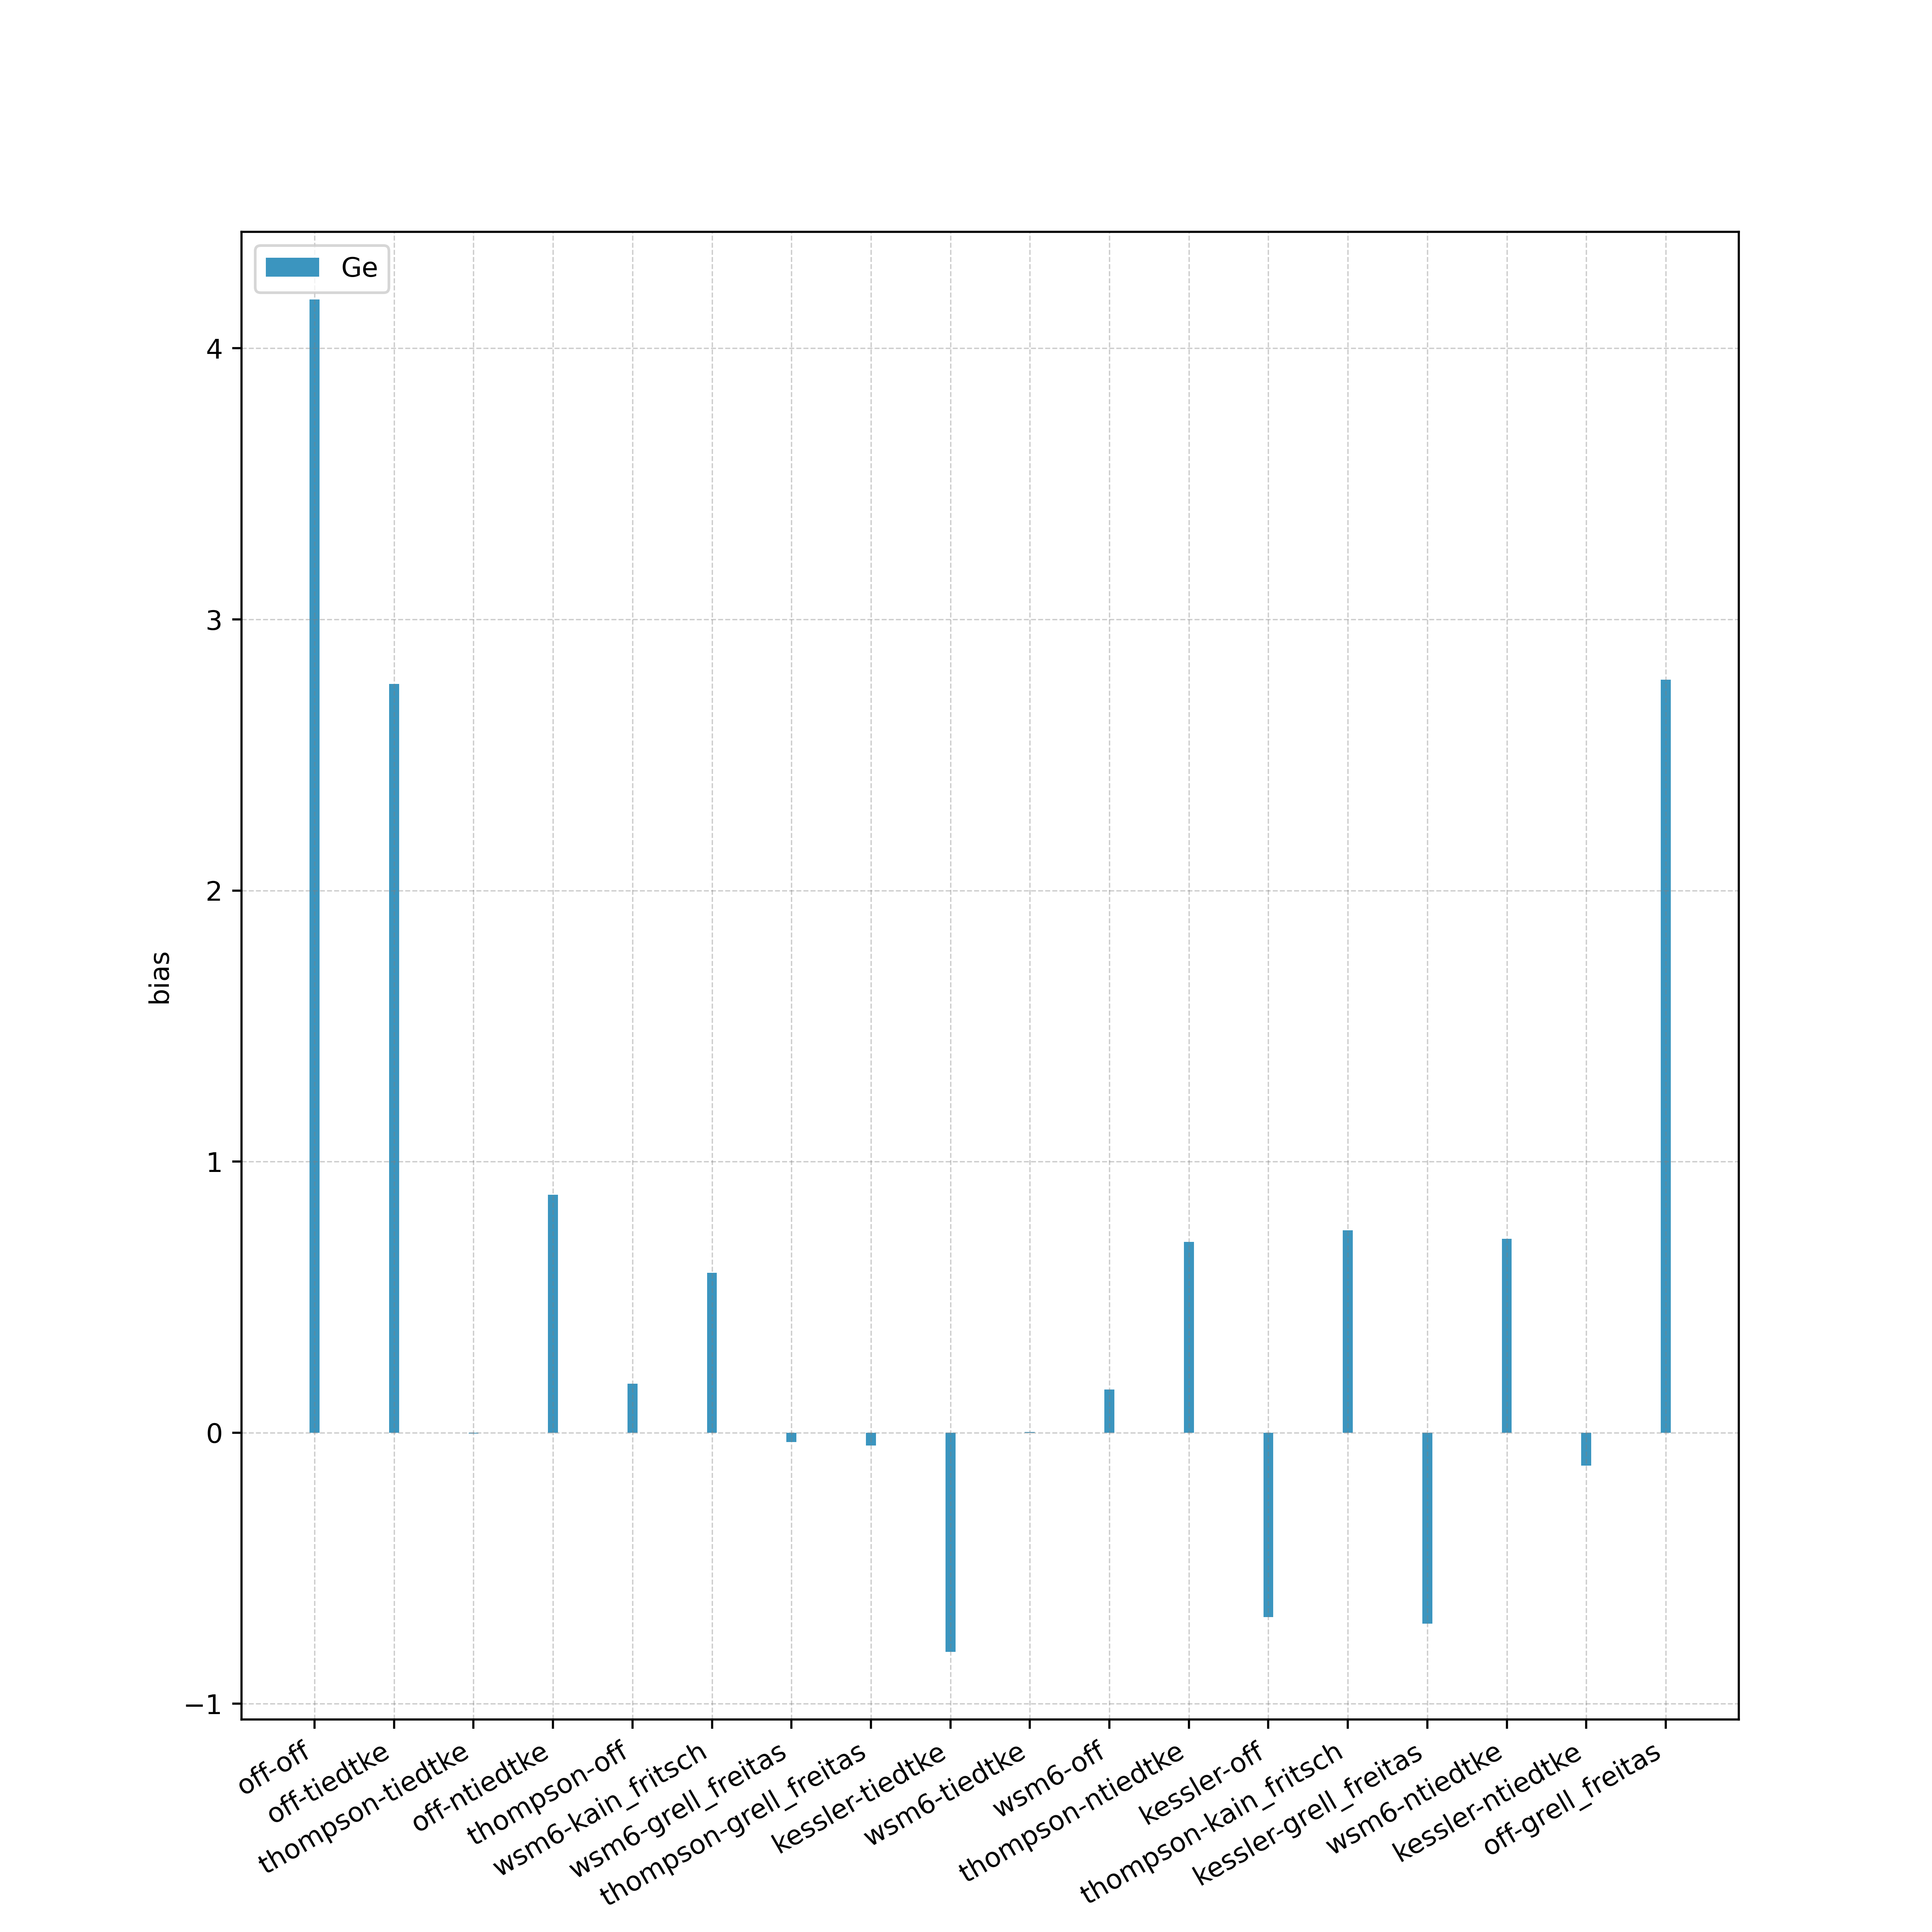 Ge
4
3
2
1
0
−1
bias
off-off
off-tiedtke
thompson-tiedtke
off-ntiedtke
thompson-off
wsm6-kain_fritsch
wsm6-grell_freitas
thompson-grell_freitas
kessler-tiedtke
wsm6-tiedtke
wsm6-off
thompson-ntiedtke
kessler-off
thompson-kain_fritsch
kessler-grell_freitas
wsm6-ntiedtke
kessler-ntiedtke
off-grell_freitas